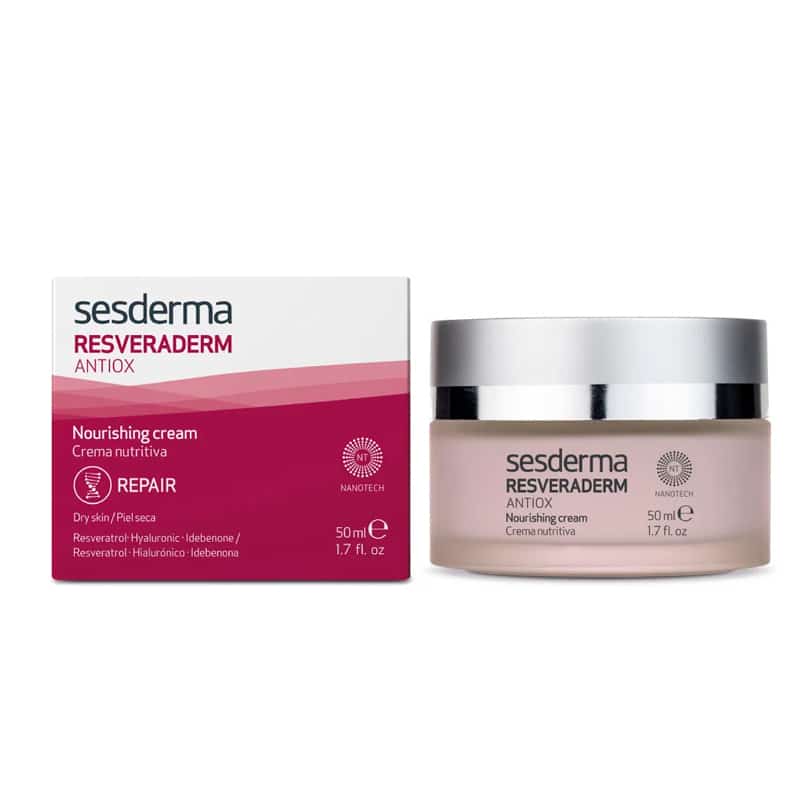 sesderma
RESVERADERM
ANTIOX
Nourishing cream
Crema nutritiva
REPAIR
NT
NANOTECH
Dry skin / Piel seca
Resveratrol·Hyaluronic·Idebenone /
Resveratrol·Hialurónico·Idebenona
50 ml e
1.7 fl. oz
sesderma
RESVERADERM
ANTIOX
Nourishing cream
Crema nutritiva
NT
NANOTECH
50 ml e
1.7 fl. oz